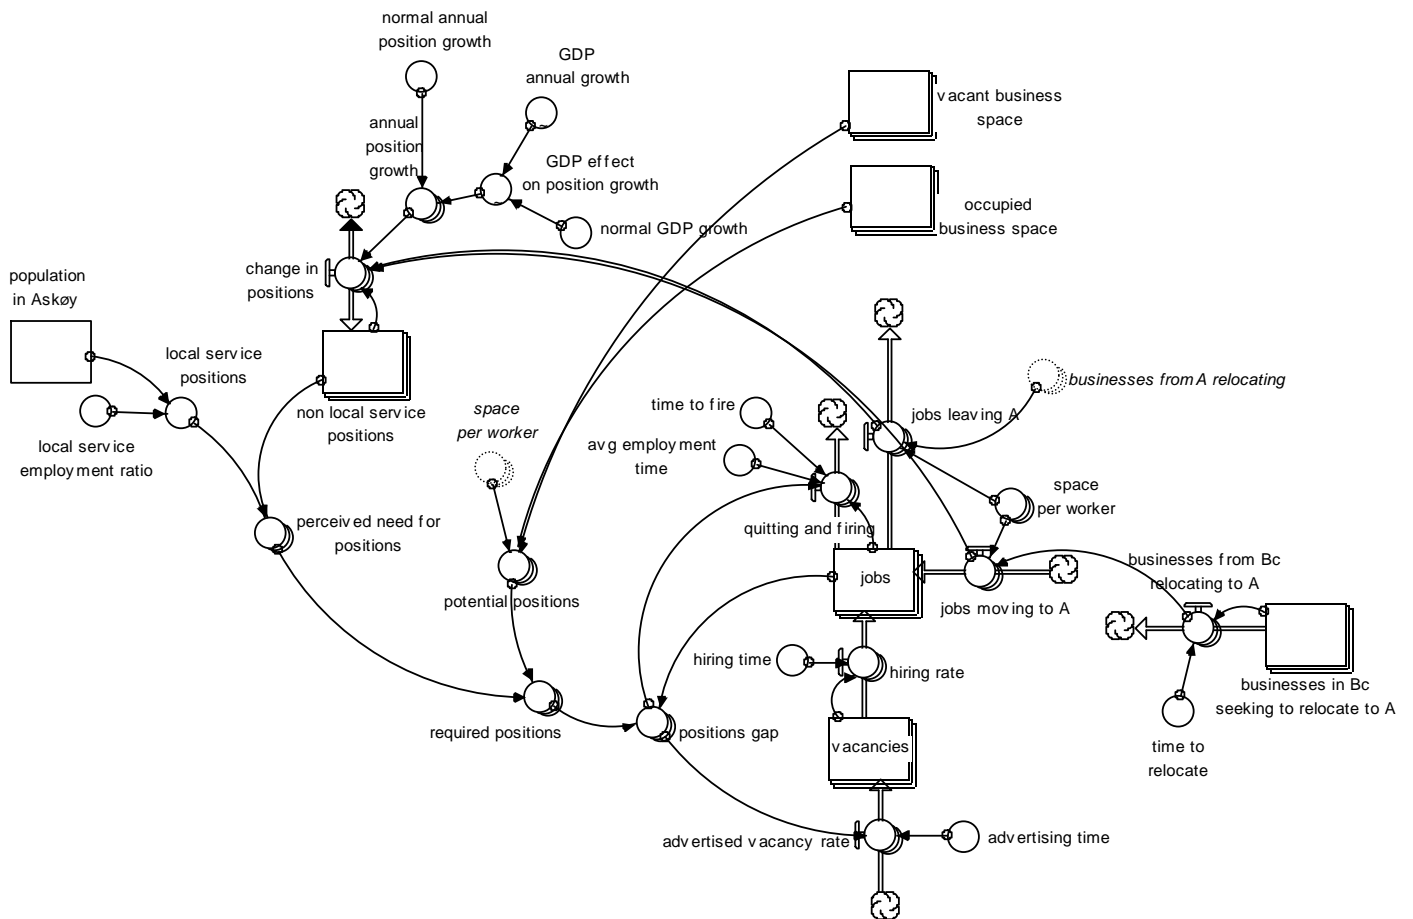 normal annual
position growth
GDP
annual growth
annual
position
growth
GDP effect
on position growth
normal GDP growth
vacant business
space
occupied
business space
change in
positions
population
in Askøy
local service
positions
local service
employment ratio
non local service
positions
space
per worker
time to fire
avg employment
time
jobs leaving A
businesses from A relocating
quitting and firing
space
per worker
perceived need for
positions
potential positions
jobs
jobs moving to A
businesses from Bc
relocating to A
hiring time
hiring rate
businesses in Bc
seeking to relocate to A
required positions
positions gap
vacancies
time to
relocate
advertised vacancy rate
advertising time